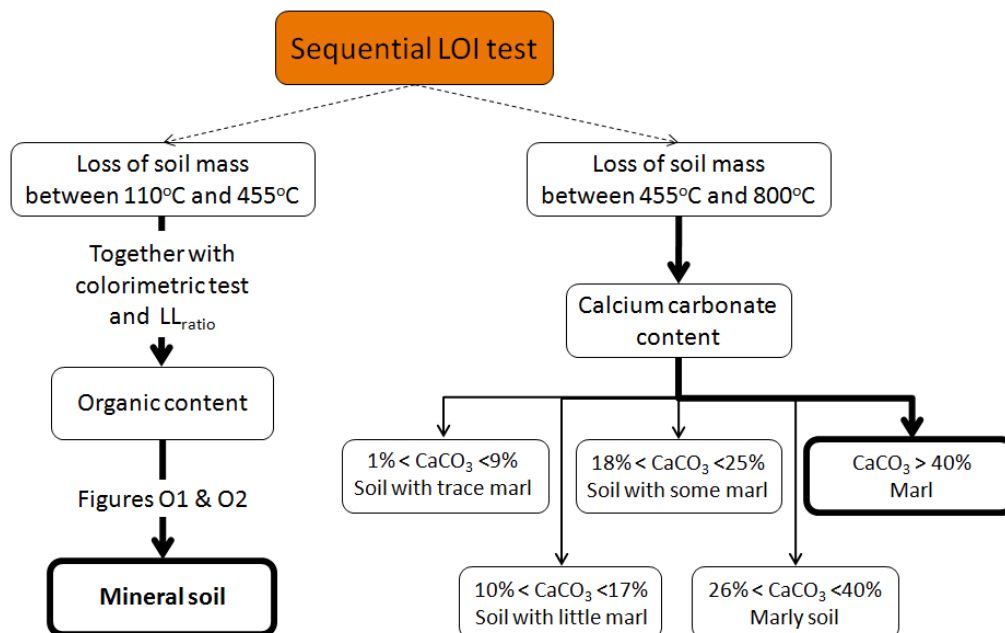 Sequential LOI test
Loss of soil mass
between 110°C and 455°C
Together with
colorimetric test
and LL_ratio
Organic content
Figures O1 & O2
Mineral soil
Loss of soil mass
between 455°C and 800°C
Calcium carbonate
content
1% < CaCO₃ <9%
Soil with trace marl
18% < CaCO₃ <25%
Soil with some marl
CaCO₃ > 40%
Marl
10% < CaCO₃ <17%
Soil with little marl
26% < CaCO₃ <40%
Marly soil